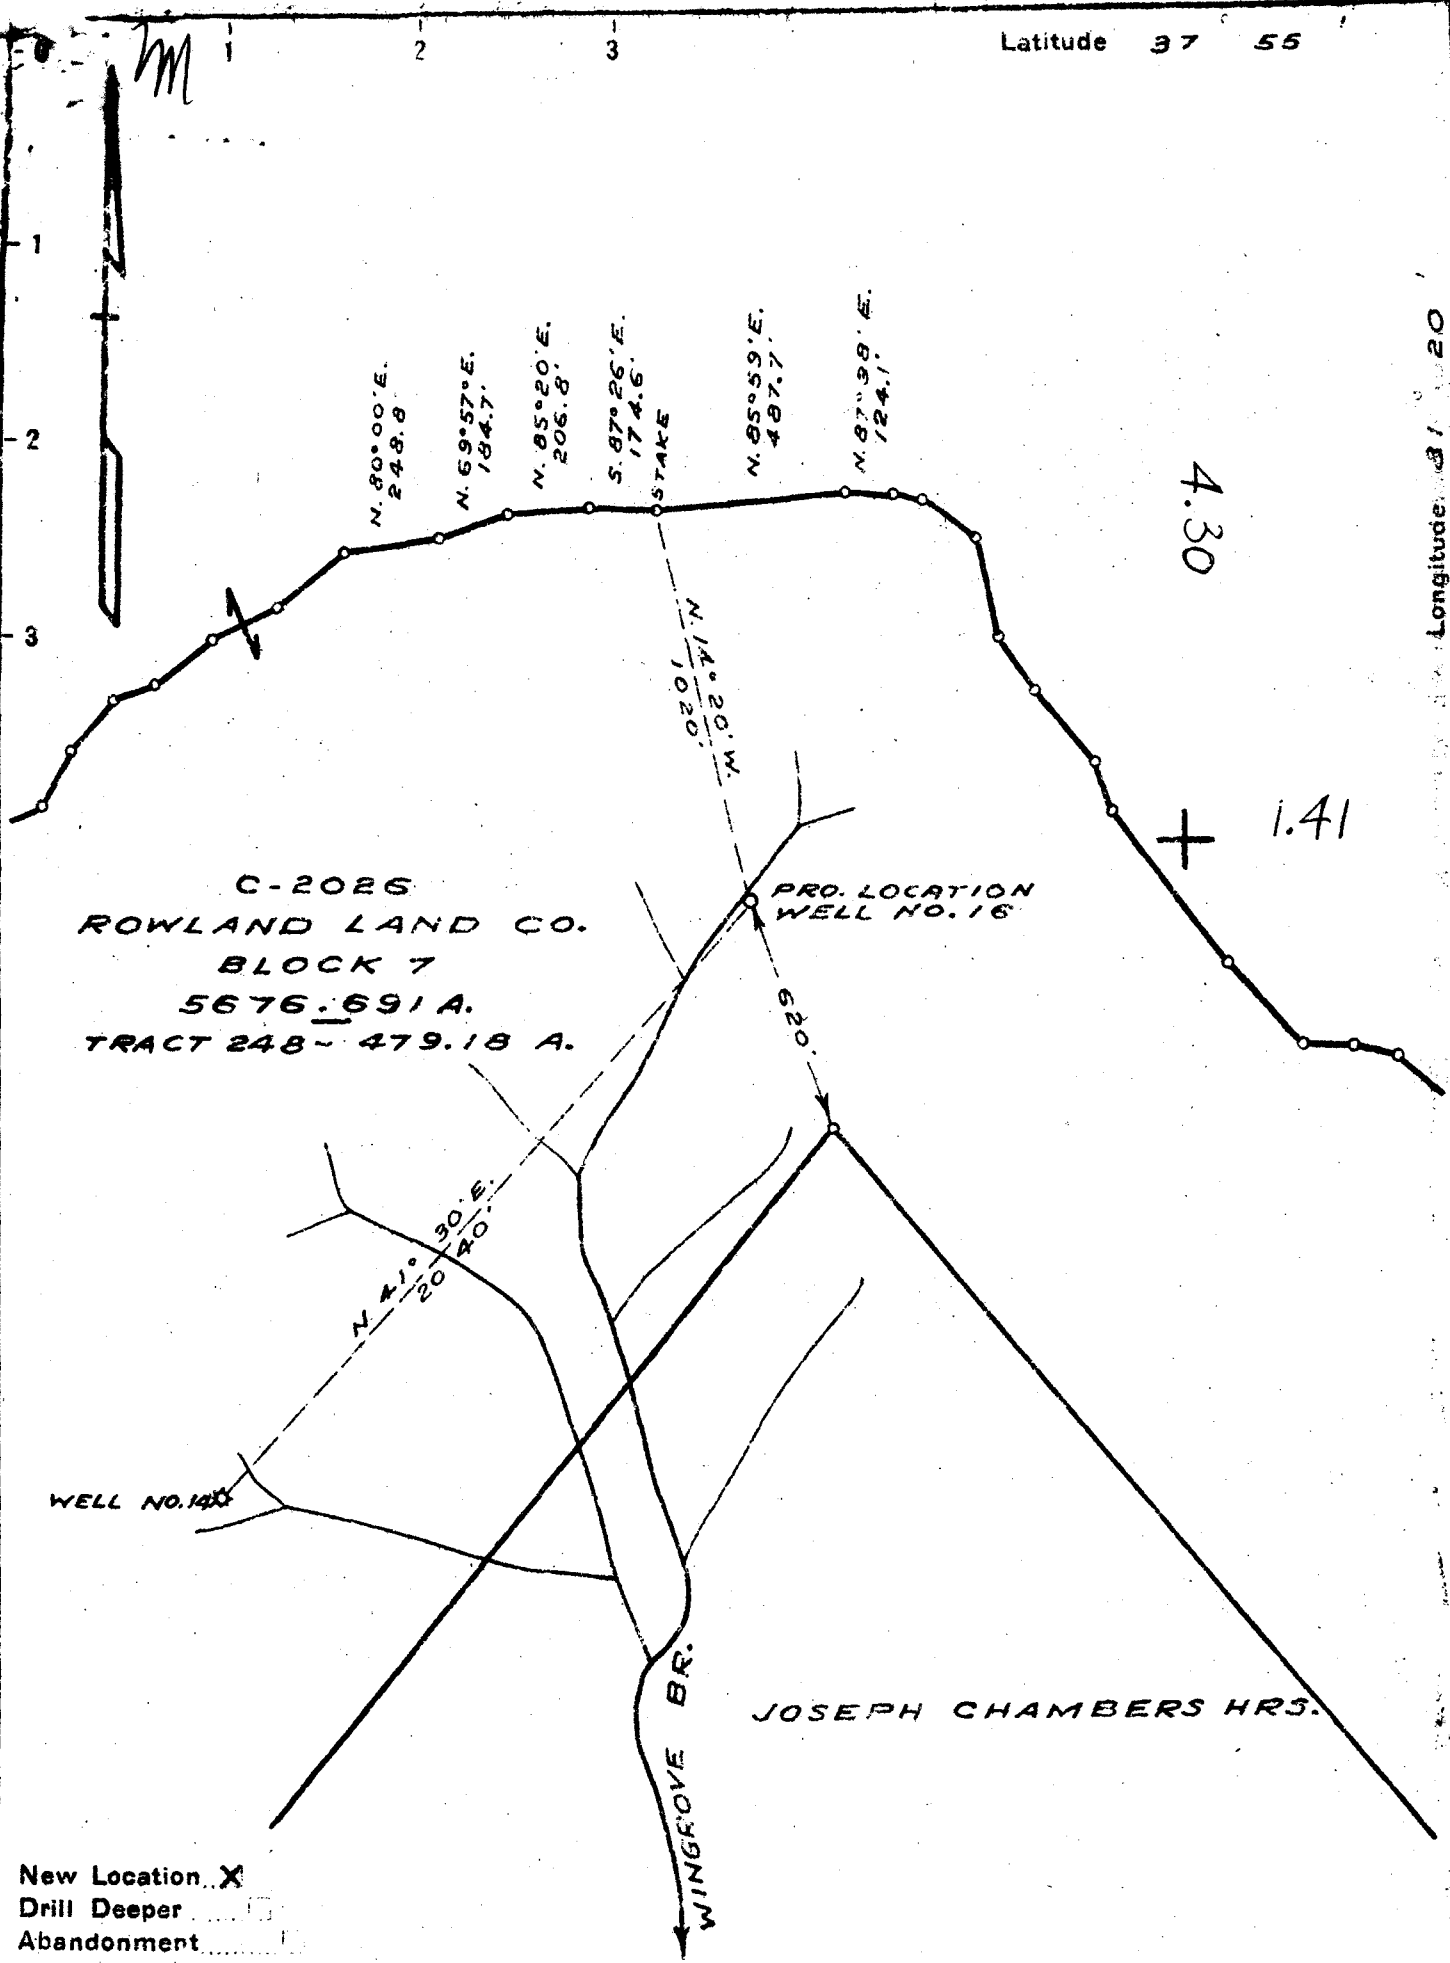 1
2
3
Latitude 37 55
1
2
3
N. 80° 00' E.
248.8
N. 69° 57° E.
184.7'
N. 85° 20' E.
206.8'
S. 87° 26' E.
174.6'
STAKE
N. 85° 59' E.
487.7'
N. 87° 38' E.
124.1'
4.30
Longitude 81 20
N. 14° 20' W.
1020'
1.41
C-2026
ROWLAND LAND CO.
BLOCK 7
5676.691 A.
TRACT 248 ~ 479.18 A.
PRO. LOCATION
WELL NO. 16
620'
N. 41° 30' E.
2040'
WELL NO. 14
WINGROVE BR.
JOSEPH CHAMBERS HRS.
New Location X
Drill Deeper
Abandonment